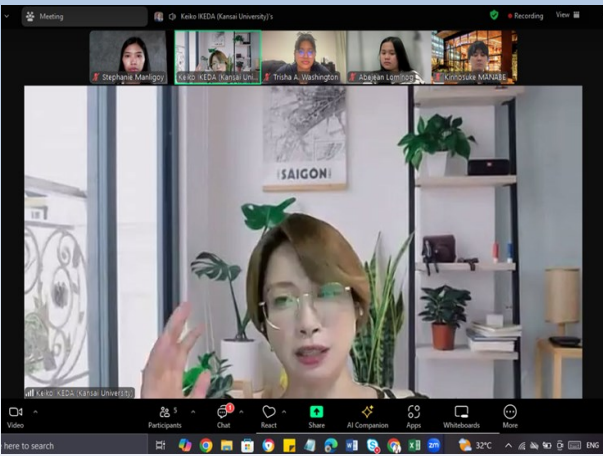 Meeting
Keiko IKEDA (Kansai University)'s
Recording
View
Stephanie Manligoy
Keiko IKEDA (Kansai Uni...
Trisha A. Washington
Abejean Lominog
Kinnosuke MANABE
SAIGON
Keiko IKEDA (Kansai University)
5
1
Video
Participants
Chat
React
Share
AI Companion
Apps
Whiteboards
More
here to search
zm
32°C
ENG